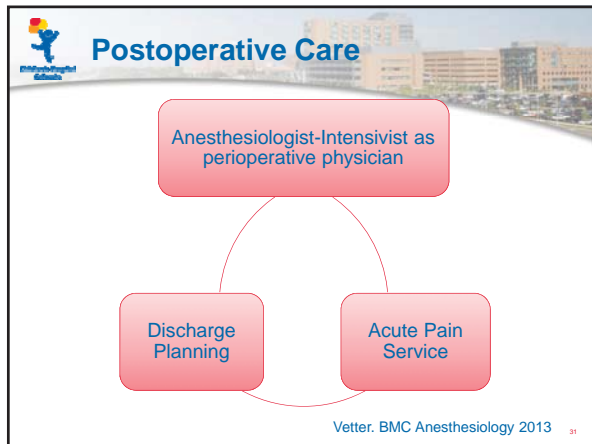 Postoperative Care
Anesthesiologist-Intensivist as
perioperative physician
Discharge
Planning
Acute Pain
Service
Vetter. BMC Anesthesiology 2013
31